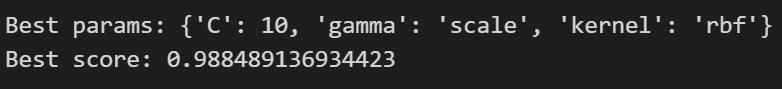 Best params: {'C': 10, 'gamma': 'scale', 'kernel': 'rbf'}
Best score: 0.988489136934423